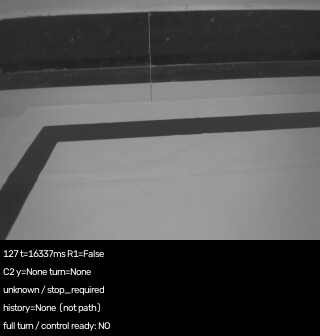 127 t=16337ms R1=False
C2 y=None turn=None
unknown / stop_required
history=None (not path)
full turn / control ready: NO